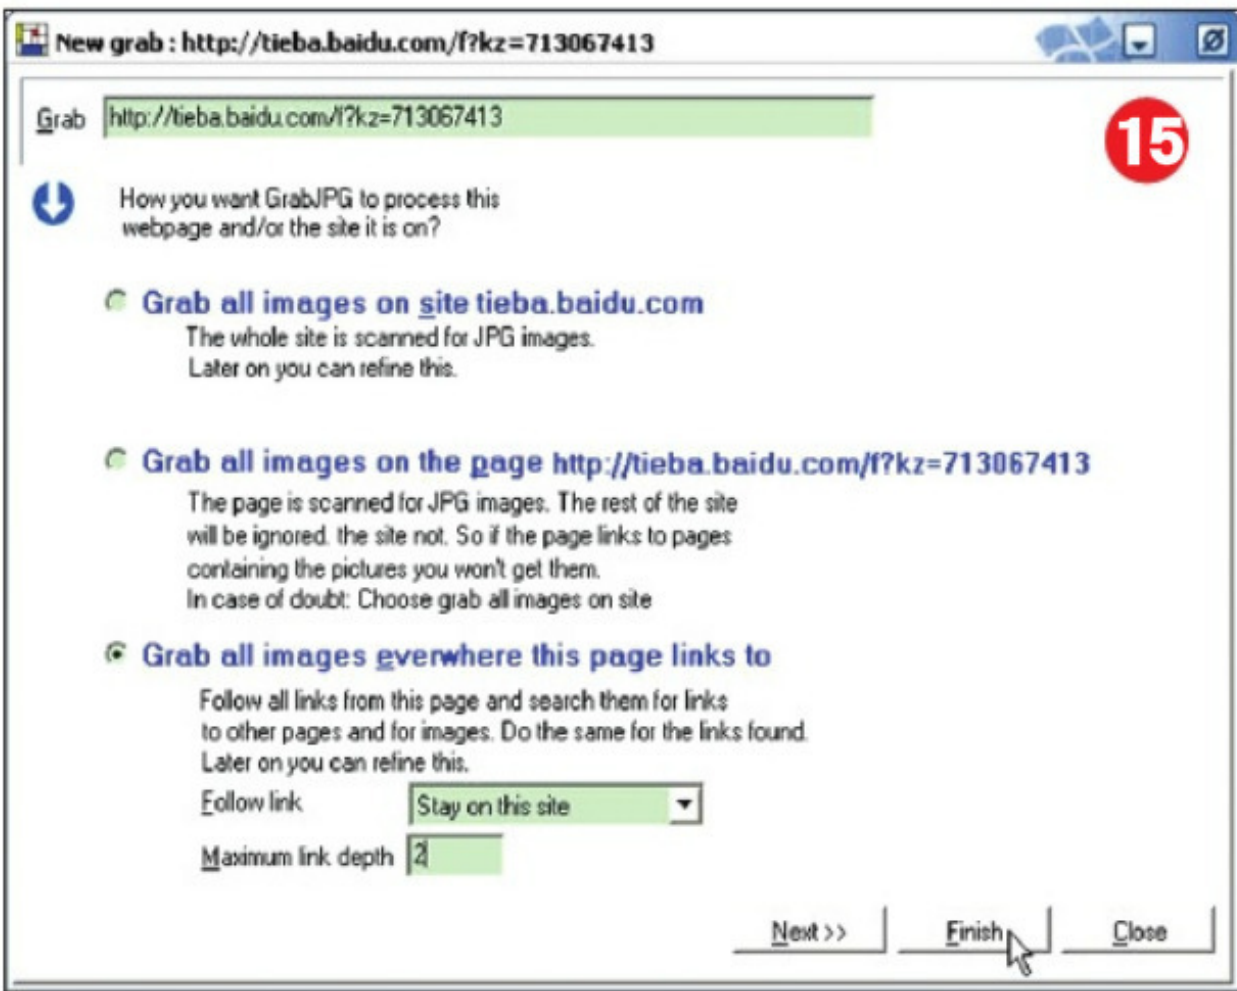 New grab : http://tieba.baidu.com/f?kz=713067413
Grab http://tieba.baidu.com/f?kz=713067413
15
How you want GrabJPG to process this
webpage and/or the site it is on?
Grab all images on site tieba.baidu.com
The whole site is scanned for JPG images.
Later on you can refine this.
Grab all images on the page http://tieba.baidu.com/f?kz=713067413
The page is scanned for JPG images. The rest of the site
will be ignored. the site not. So if the page links to pages
containing the pictures you won't get them.
In case of doubt: Choose grab all images on site
Grab all images everwhere this page links to
Follow all links from this page and search them for links
to other pages and for images. Do the same for the links found.
Later on you can refine this.
Follow link Stay on this site
Maximum link depth 2
Next >> Finish Close